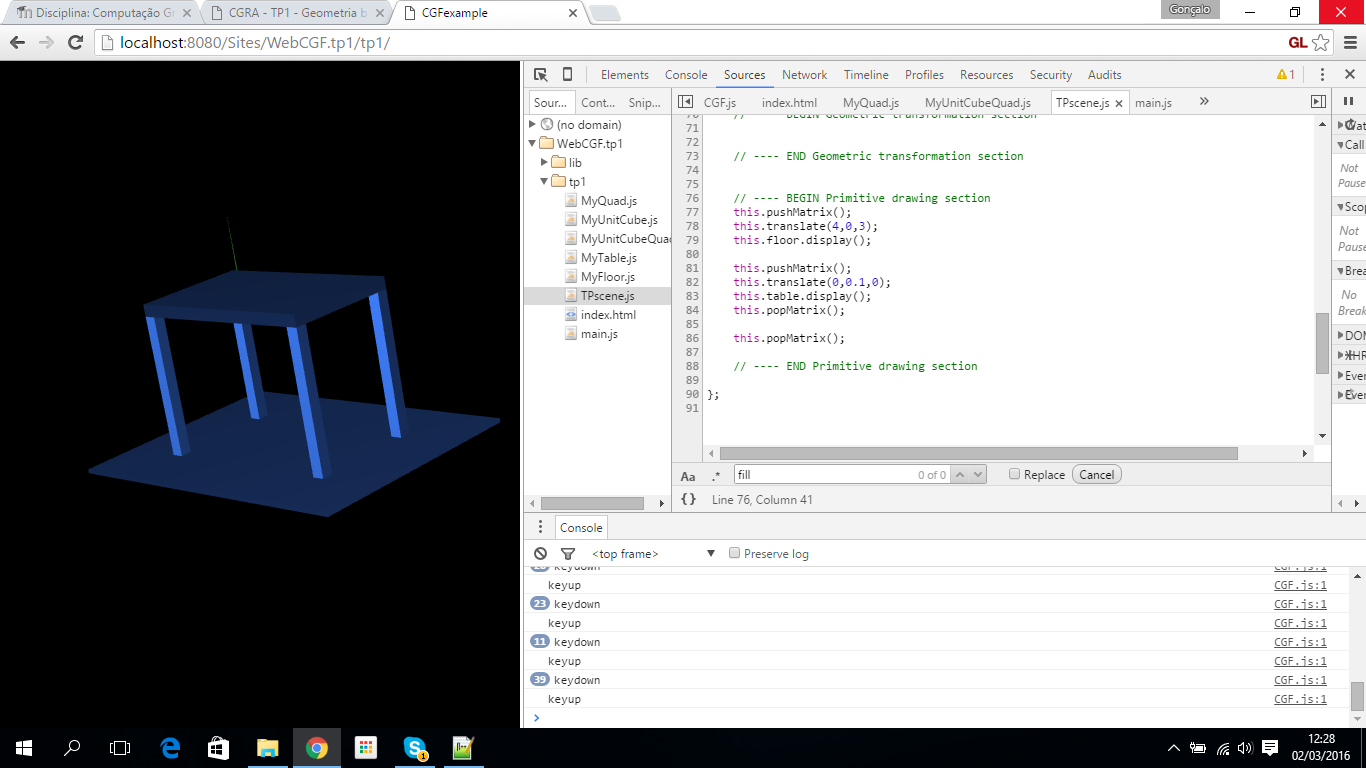 Disciplina: Computação Gr
CGRA - TP1 - Geometria b
CGFexample
Gonçalo
localhost:8080/Sites/WebCGF.tp1/tp1/
GL
Elements Console Sources Network Timeline Profiles Resources Security Audits
1
Sour... Cont... Snip...
CGF.js index.html MyQuad.js MyUnitCubeQuad.js TPscene.js main.js
(no domain)
WebCGF.tp1
lib
tp1
MyQuad.js
MyUnitCube.js
MyUnitCubeQuad
MyTable.js
MyFloor.js
TPscene.js
index.html
main.js
70 // ---- BEGIN Geometric transformation section
71
72
73 // ---- END Geometric transformation section
74
75
76 // ---- BEGIN Primitive drawing section
77 this.pushMatrix();
78 this.translate(4,0,3);
79 this.floor.display();
80
81 this.pushMatrix();
82 this.translate(0,0.1,0);
83 this.table.display();
84 this.popMatrix();
85
86 this.popMatrix();
87
88 // ---- END Primitive drawing section
89
90 };
91
Call
Not
Pause
Scop
Not
Pause
Brea
No
Break
DOM
XHR
Even
Even
Aa .* fill 0 of 0 Replace Cancel
{} Line 76, Column 41
Console
<top frame> Preserve log
keydown CGF.js:1
keyup CGF.js:1
23 keydown CGF.js:1
keyup CGF.js:1
11 keydown CGF.js:1
keyup CGF.js:1
39 keydown CGF.js:1
keyup CGF.js:1
>
1
12:28
02/03/2016